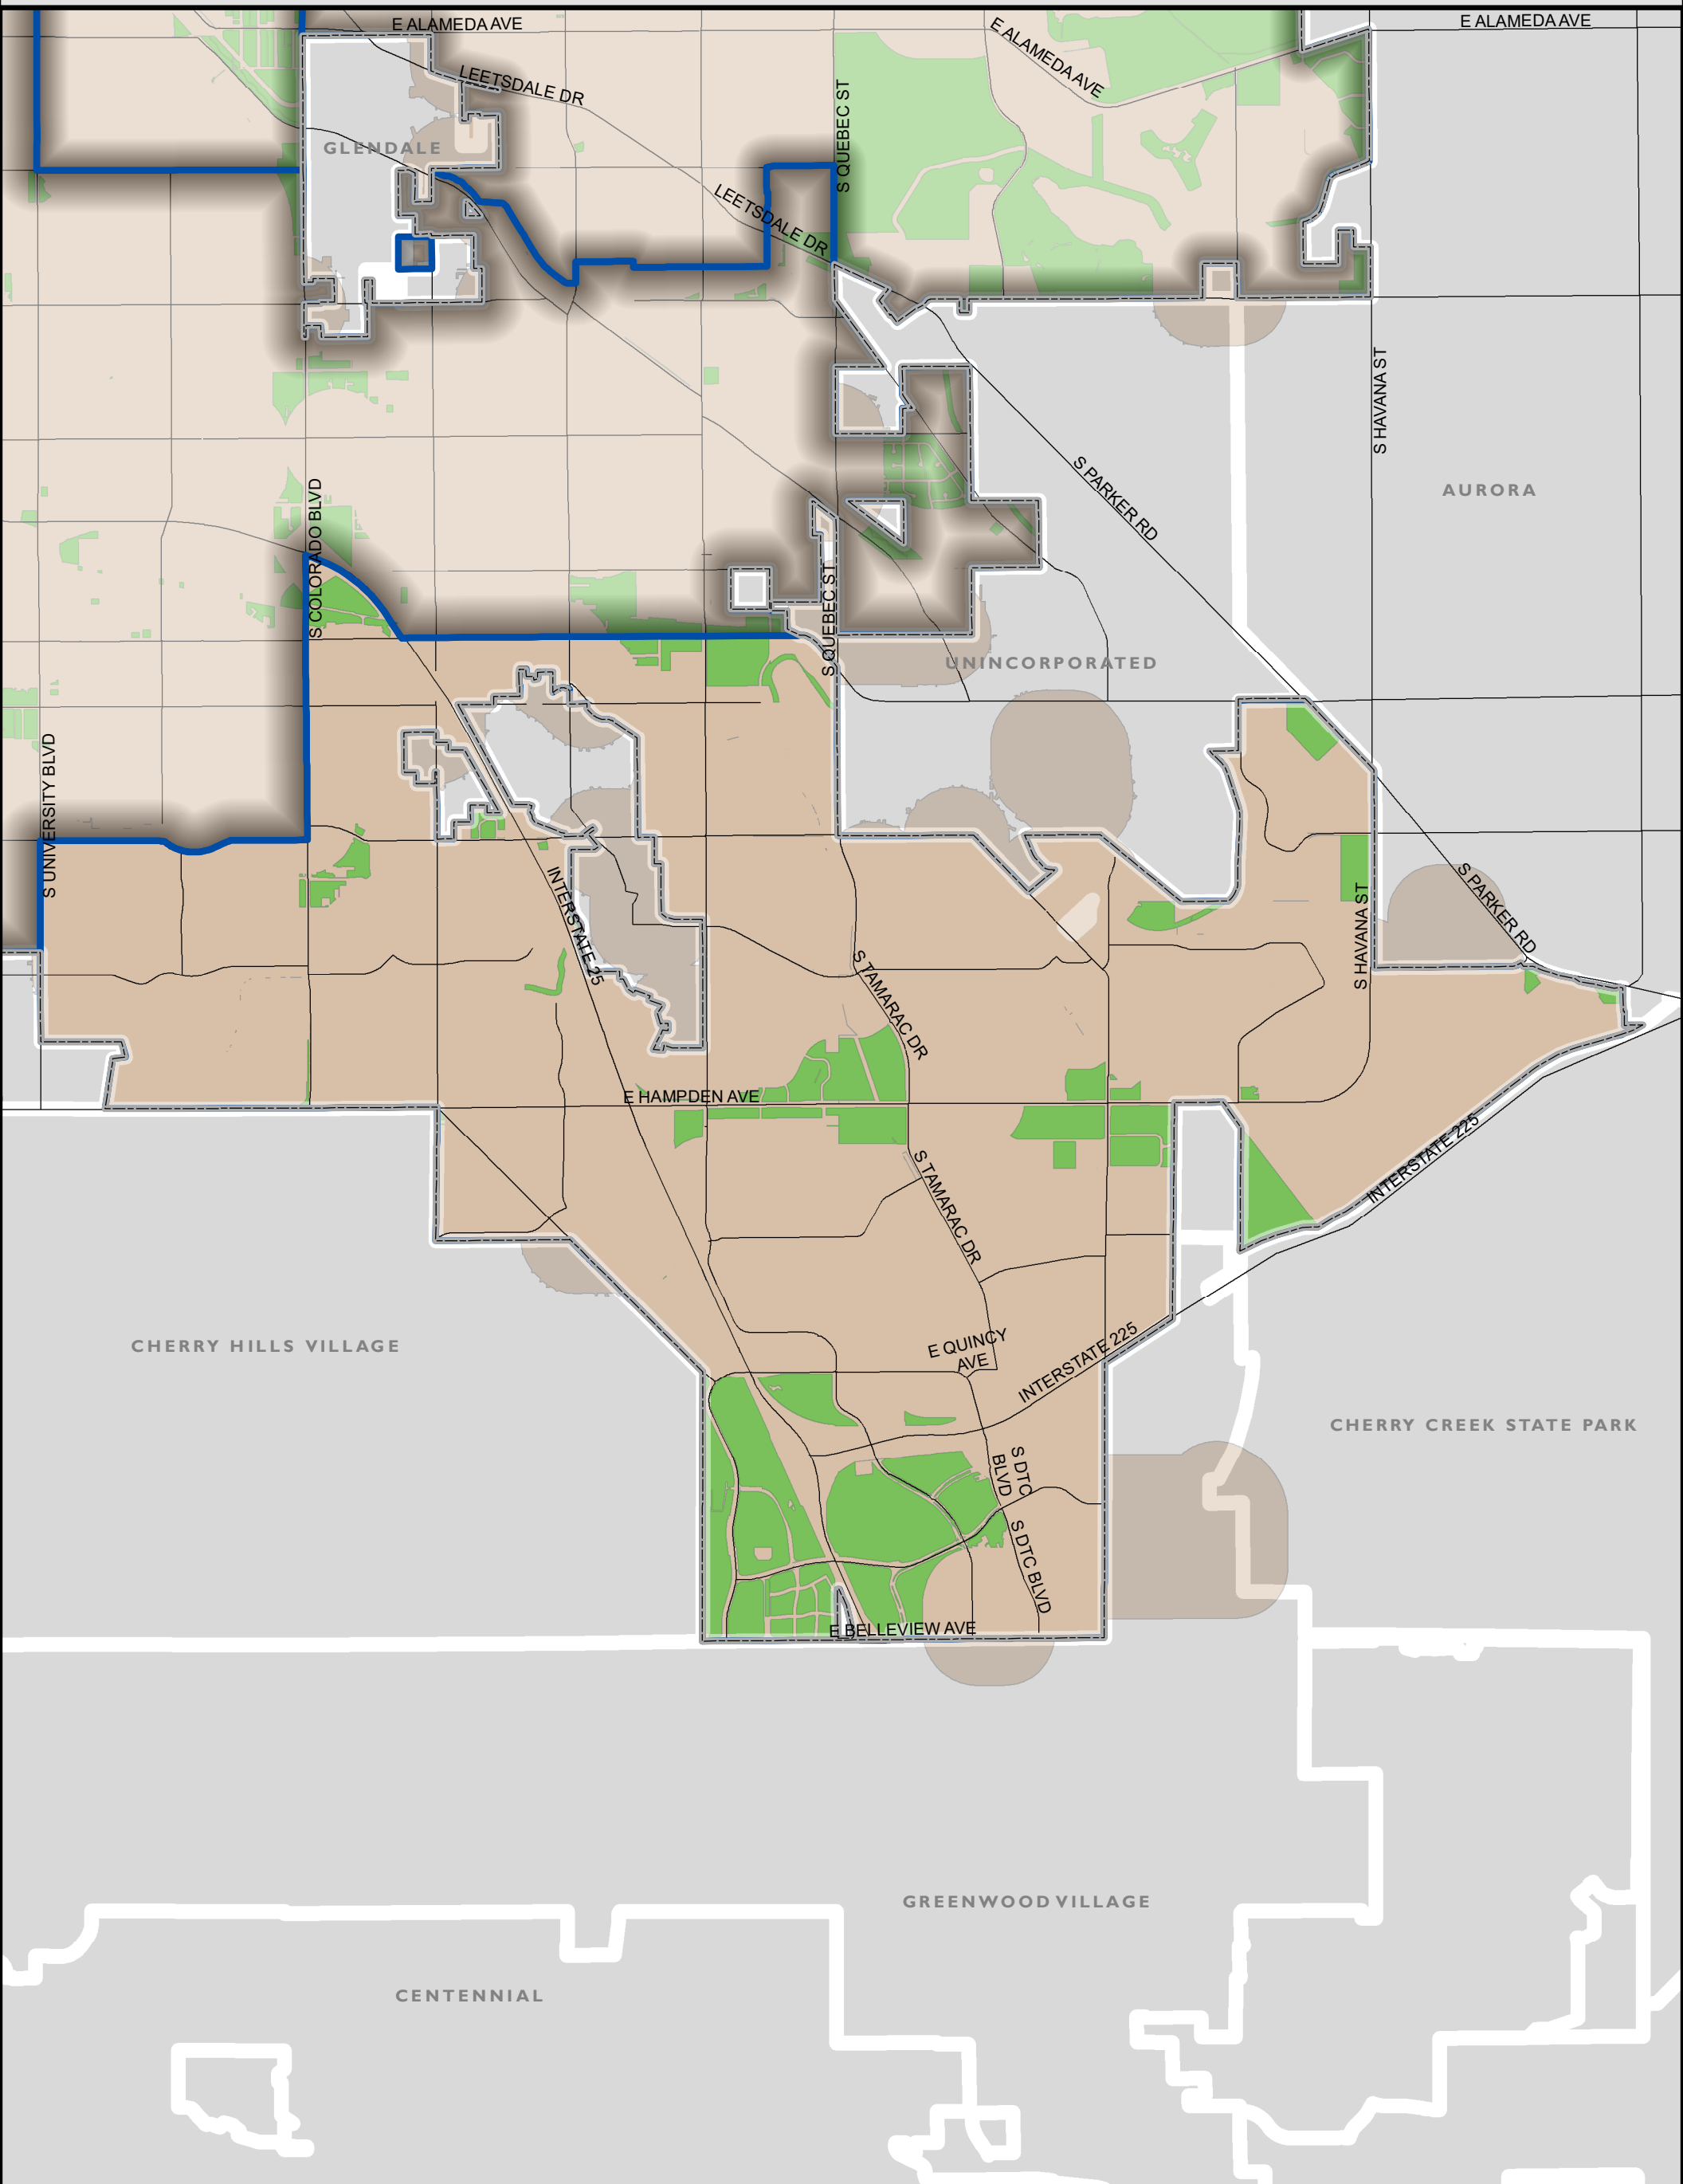 E ALAMEDA AVE
E ALAMEDA AVE
E ALAMEDA AVE
LEETSDALE DR
S QUEBEC ST
GLENDALE
LEETSDALE DR
S HAVANA ST
S PARKER RD
AURORA
S COLORADO BLVD
S QUEBEC ST
UNINCORPORATED
S UNIVERSITY BLVD
INTERSTATE 25
S PARKER RD
S HAVANA ST
S TAMARAC DR
E HAMPDEN AVE
INTERSTATE 225
S TAMARAC DR
CHERRY HILLS VILLAGE
E QUINCY
AVE
INTERSTATE 225
CHERRY CREEK STATE PARK
S DTC
BLVD
S DTC BLVD
E BELLEVIEW AVE
GREENWOOD VILLAGE
CENTENNIAL